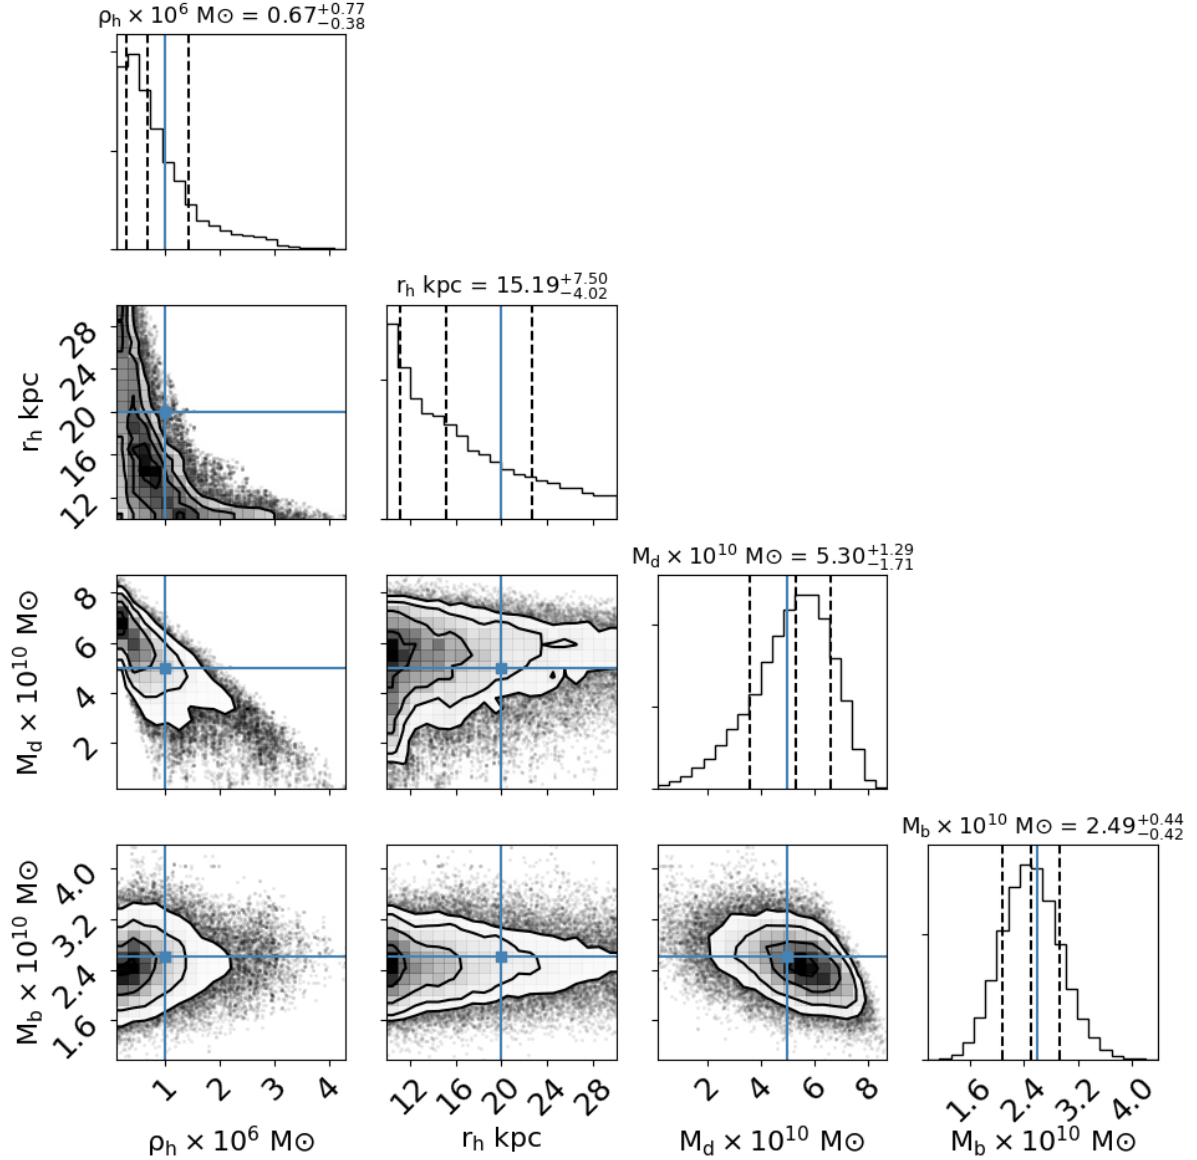 ρh × 10^6 M⊙ = 0.67 +0.77 −0.38
rh kpc = 15.19 +7.50 −4.02
28
24
20
16
12
rh kpc
Md × 10^10 M⊙ = 5.30 +1.29 −1.71
8
6
4
2
Md × 10^10 M⊙
Mb × 10^10 M⊙ = 2.49 +0.44 −0.42
4.0
3.2
2.4
1.6
Mb × 10^10 M⊙
1 2 3 4
12 16 20 24 28
2 4 6 8
1.6 2.4 3.2 4.0
ρh × 10^6 M⊙
rh kpc
Md × 10^10 M⊙
Mb × 10^10 M⊙